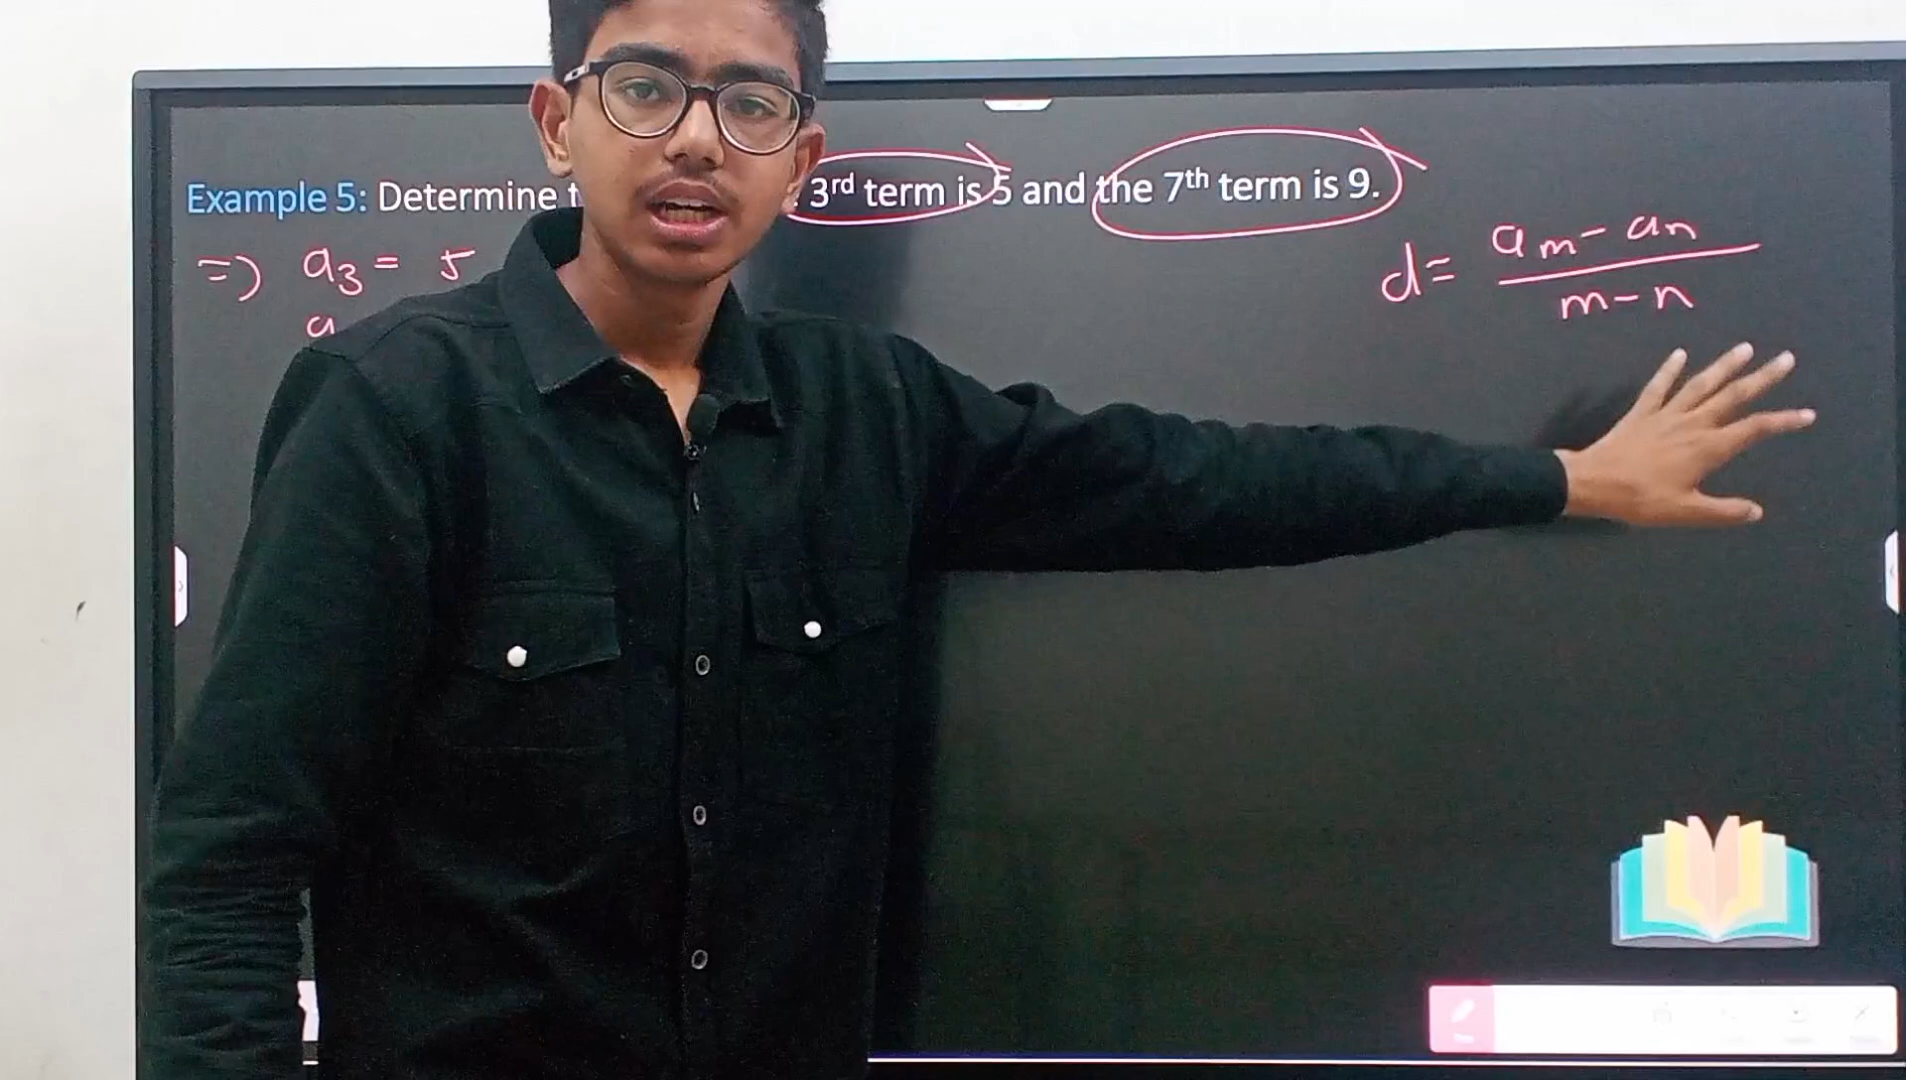 Example 5: Determine t 3rd term is 5 and the 7th term is 9.
=) a3 = 5
a
d = am - an
m - n